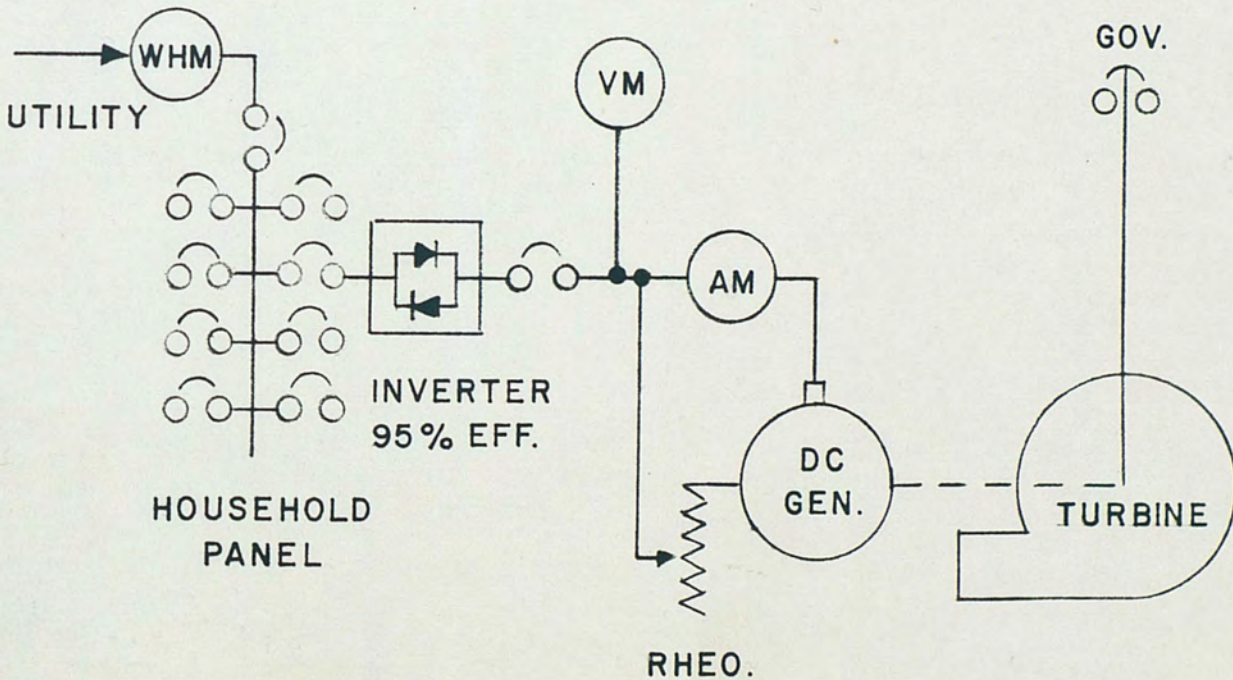 WHM
UTILITY
VM
GOV.
AM
INVERTER
95% EFF.
DC
GEN.
TURBINE
HOUSEHOLD
PANEL
RHEO.